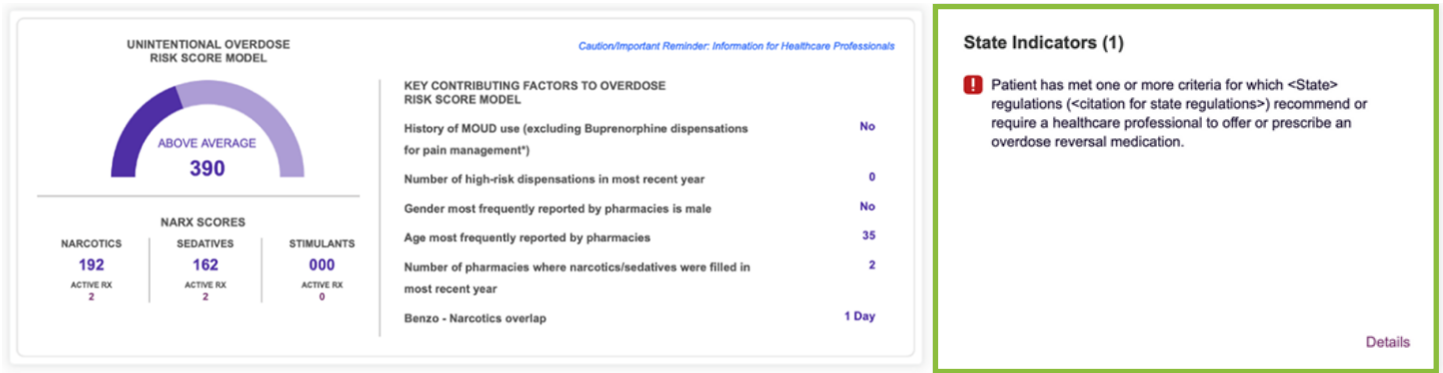 UNINTENTIONAL OVERDOSE
RISK SCORE MODEL
ABOVE AVERAGE
390
NARX SCORES
NARCOTICS
192
ACTIVE RX
2
SEDATIVES
162
ACTIVE RX
2
STIMULANTS
000
ACTIVE RX
0
Caution/Important Reminder: Information for Healthcare Professionals
KEY CONTRIBUTING FACTORS TO OVERDOSE
RISK SCORE MODEL
History of MOUD use (excluding Buprenorphine dispensations
for pain management*)
No
Number of high-risk dispensations in most recent year
0
Gender most frequently reported by pharmacies is male
No
Age most frequently reported by pharmacies
35
Number of pharmacies where narcotics/sedatives were filled in
most recent year
2
Benzo - Narcotics overlap
1 Day
State Indicators (1)
! Patient has met one or more criteria for which <State>
regulations (<citation for state regulations>) recommend or
require a healthcare professional to offer or prescribe an
overdose reversal medication.
Details